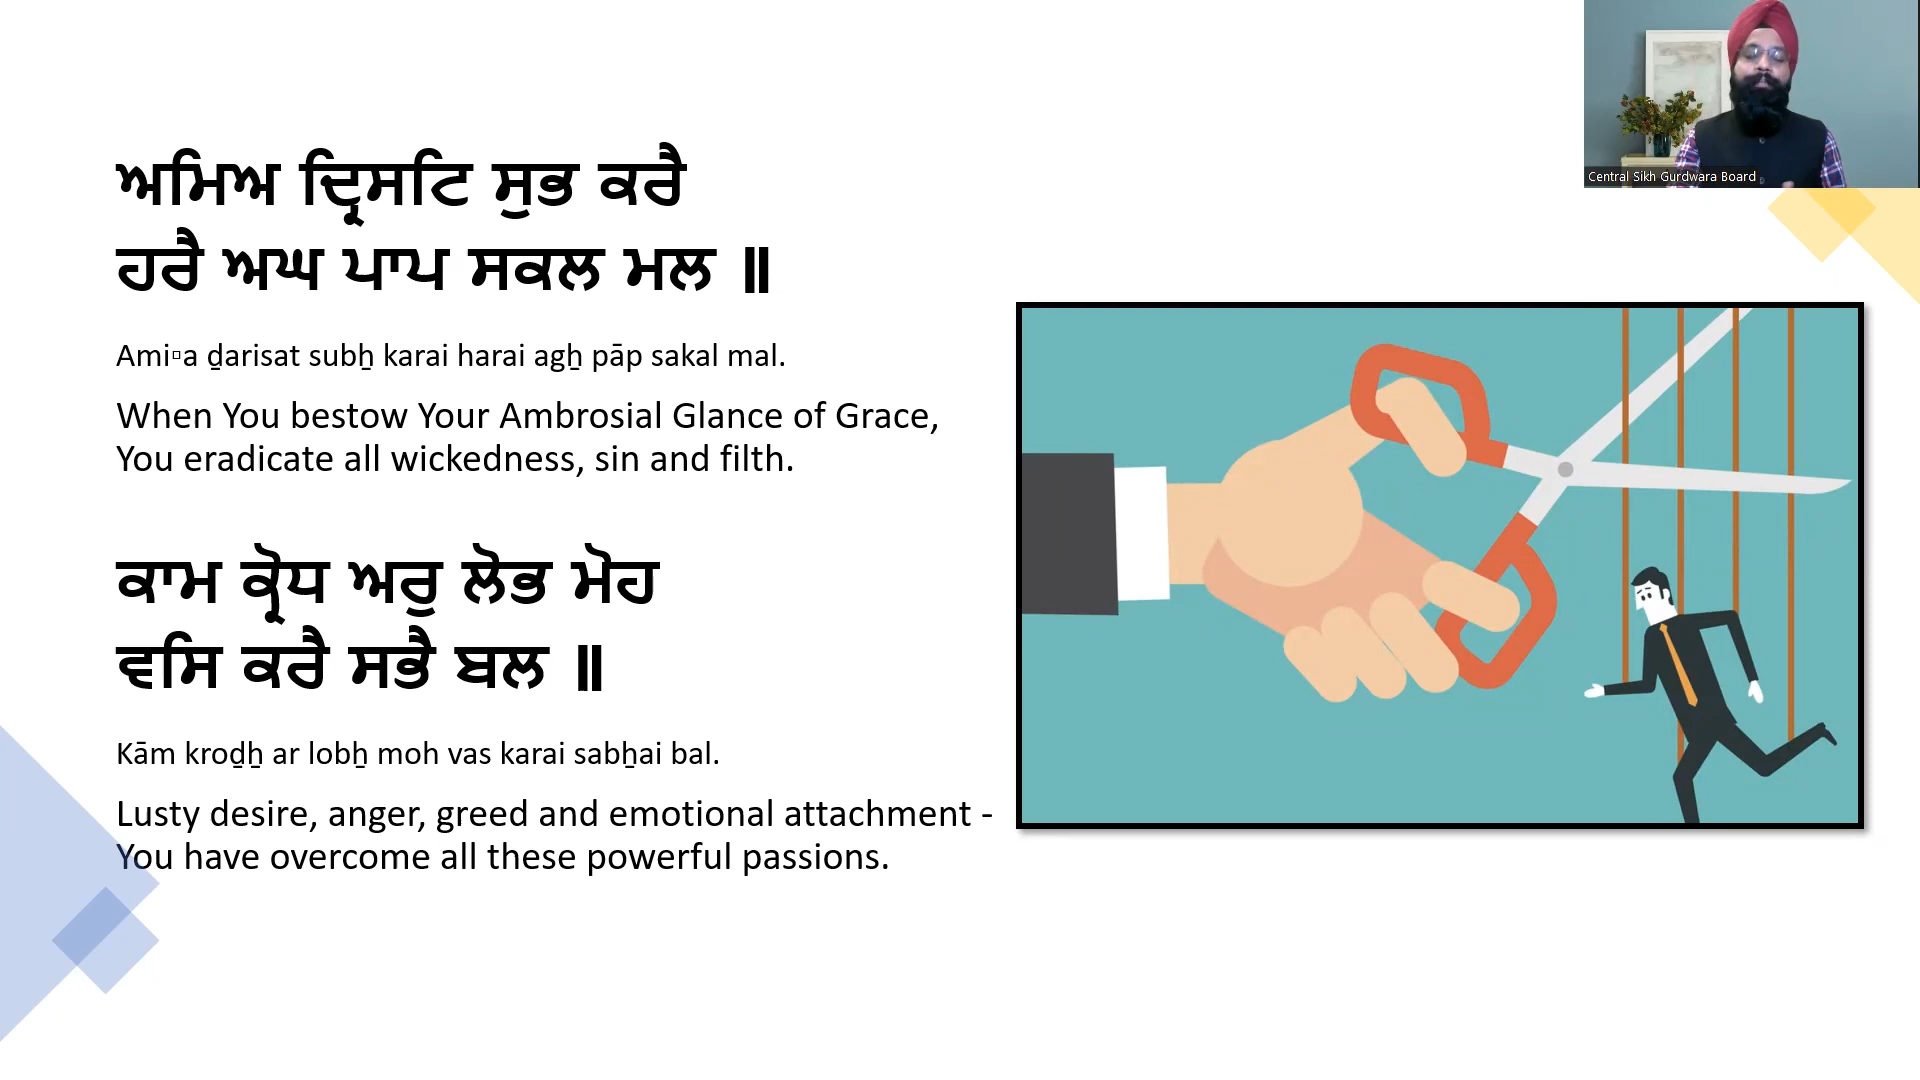 ਅਮਿਅ ਦ੍ਰਿਸਟਿ ਸੁਭ ਕਰੈ
ਹਰੈ ਅਘ ਪਾਪ ਸਕਲ ਮਲ ॥
Ami▫a ḏarisat subẖ karai harai agẖ pāp sakal mal.
When You bestow Your Ambrosial Glance of Grace,
You eradicate all wickedness, sin and filth.
ਕਾਮ ਕ੍ਰੋਧ ਅਰੁ ਲੋਭ ਮੋਹ
ਵਸਿ ਕਰੈ ਸਭੈ ਬਲ ॥
Kām kroḏẖ ar lobẖ moh vas karai sabẖai bal.
Lusty desire, anger, greed and emotional attachment -
You have overcome all these powerful passions.
Central Sikh Gurdwara Board